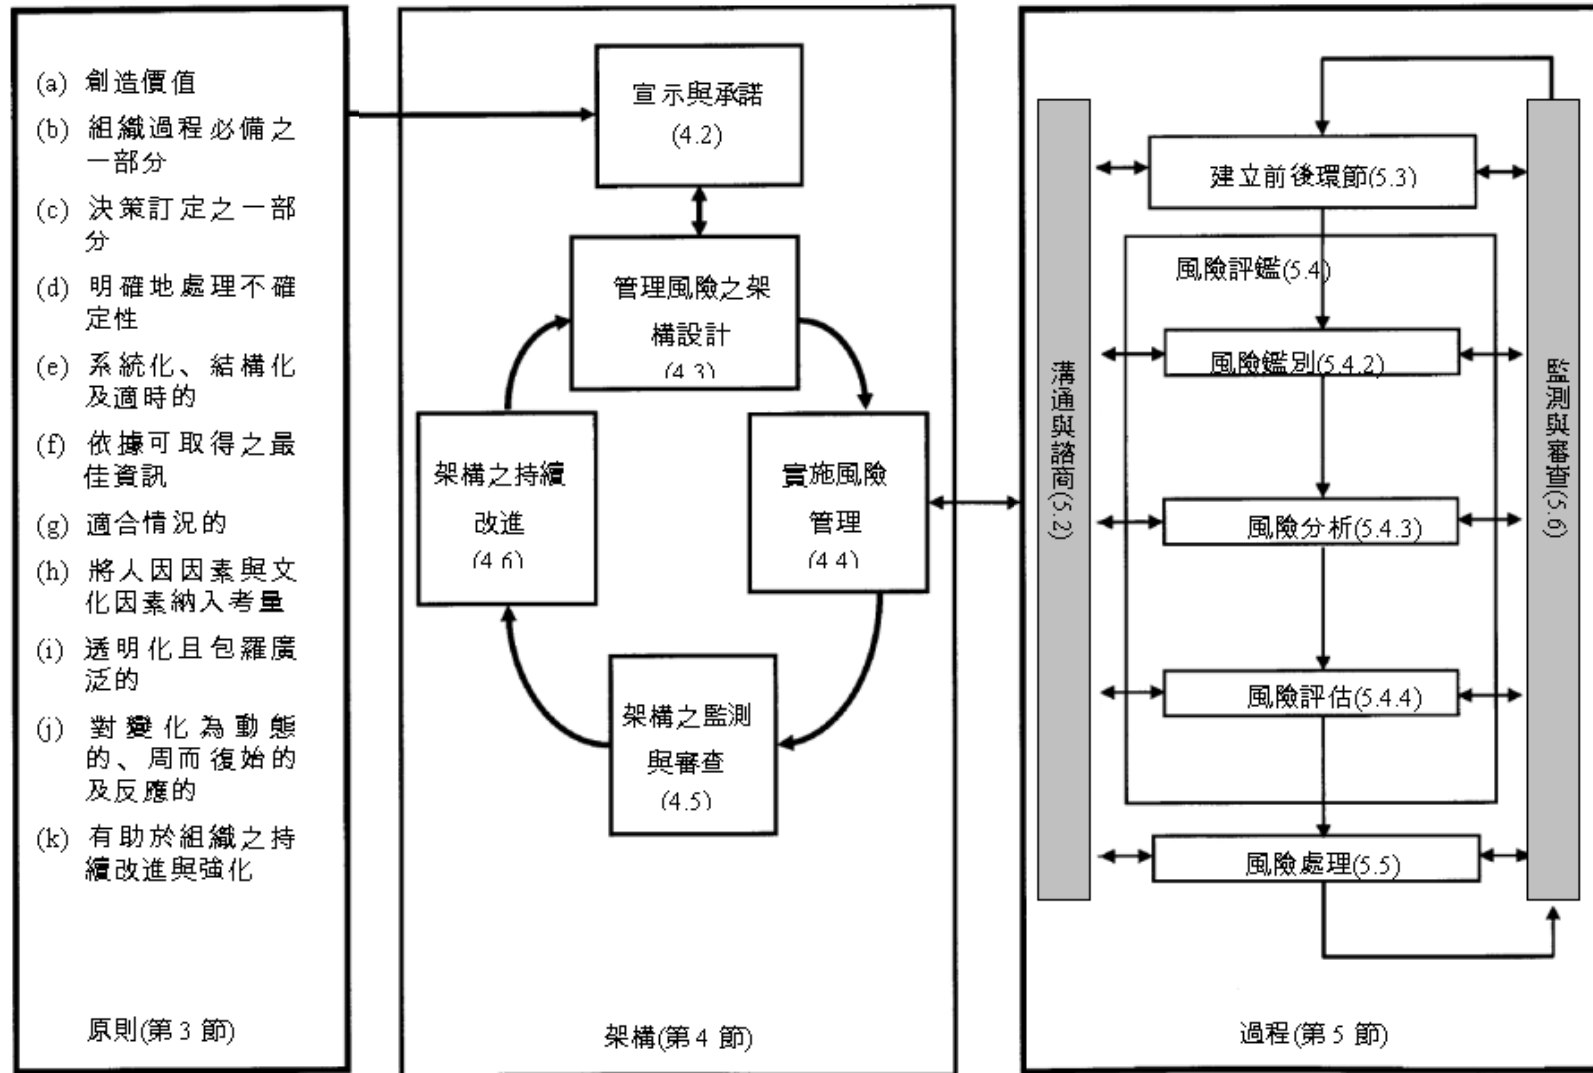 (a) 創造價值
(b) 組織過程必備之
一部分
(c) 決策訂定之一部
分
(d) 明確地處理不確
定性
(e) 系統化、結構化
及適時的
(f) 依據可取得之最
佳資訊
(g) 適合情況的
(h) 將人因因素與文
化因素納入考量
(i) 透明化且包羅廣
泛的
(j) 對變化為動態
的、周而復始的
及反應的
(k) 有助於組織之持
續改進與強化
原則(第3節)
宣示與承諾
(4.2)
管理風險之架
構設計
(4.3)
架構之持續
改進
(4.6)
實施風險
管理
(4.4)
架構之監測
與審查
(4.5)
架構(第4節)
溝通與諮商(5.2)
建立前後環節(5.3)
風險評鑑(5.4)
風險鑑別(5.4.2)
風險分析(5.4.3)
風險評估(5.4.4)
風險處理(5.5)
監測與審查(5.6)
過程(第5節)